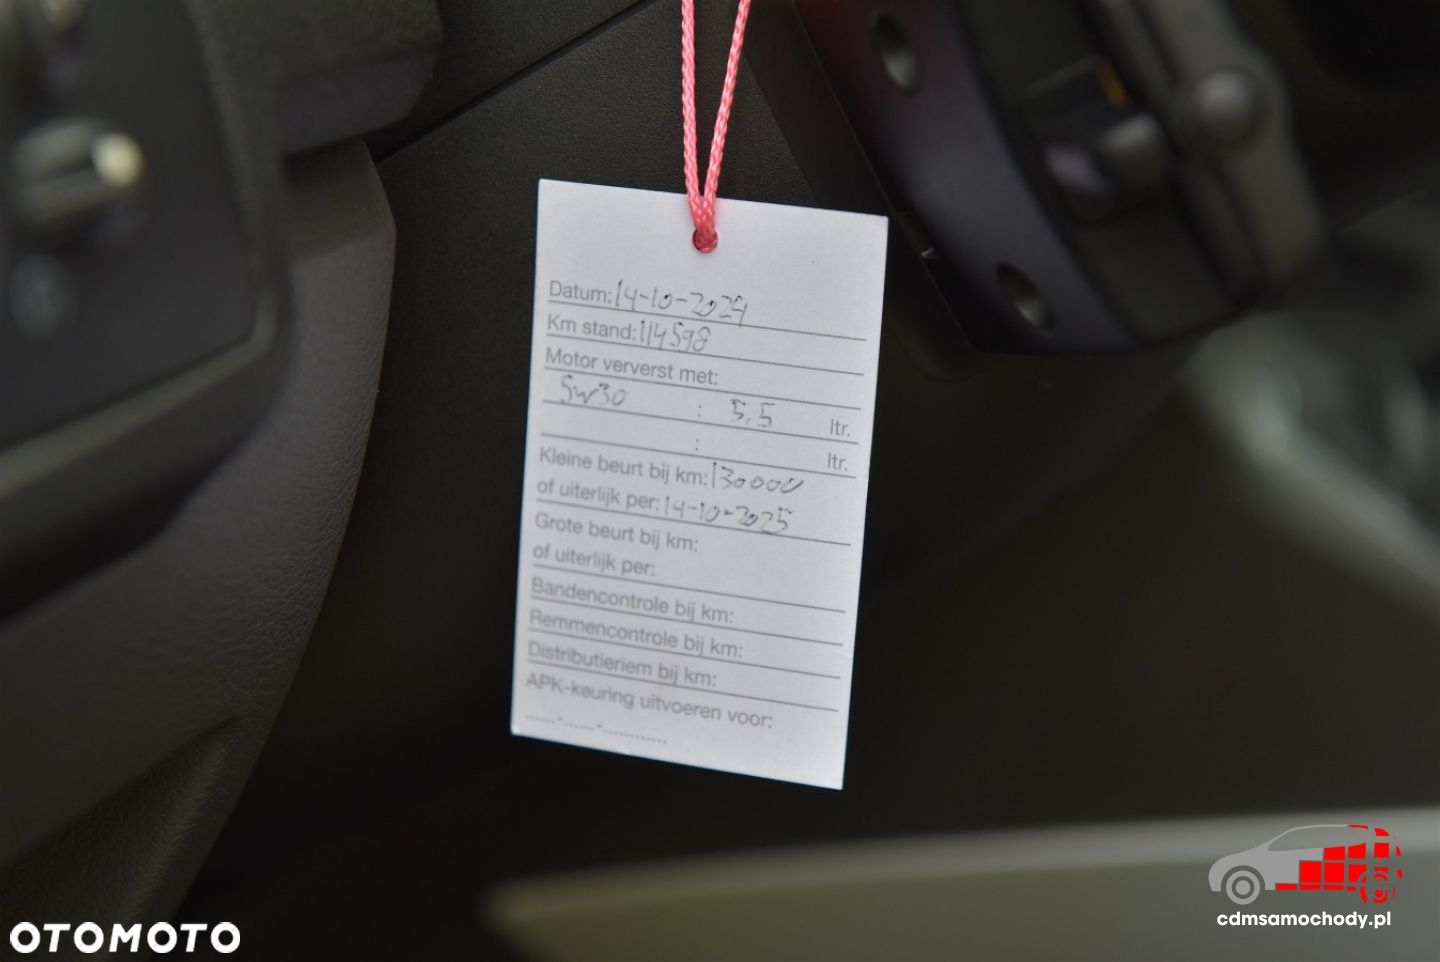 Datum: 14-10-2024
Km stand: 114598
Motor ververst met:
5w30 : 5,5 ltr.
: ltr.
Kleine beurt bij km: 130000
of uiterlijk per: 14-10-2025
Grote beurt bij km:
of uiterlijk per:
Bandencontrole bij km:
Remmencontrole bij km:
Distributieriem bij km:
APK-keuring uitvoeren voor:
......-......-............
cdmsamochody.pl
OTOMOTO